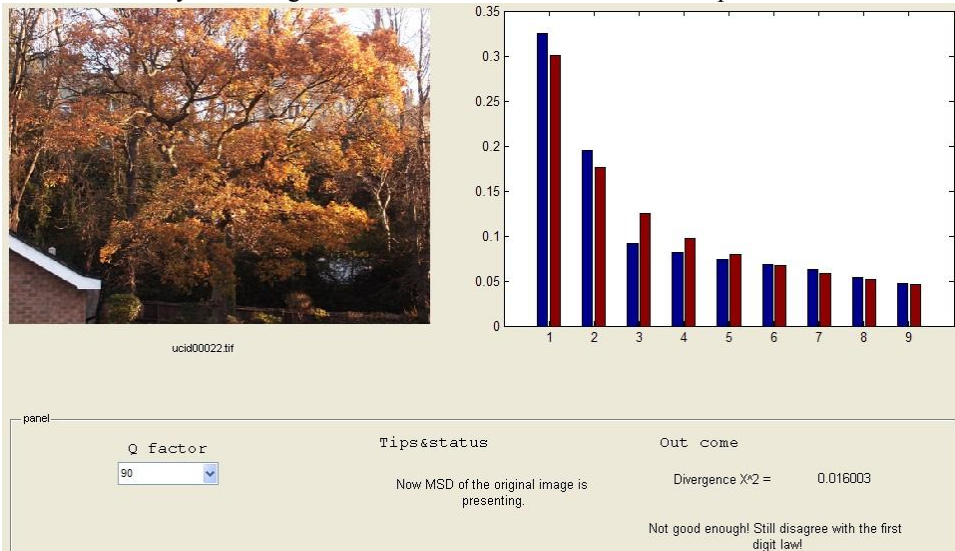 0.35
0.3
0.25
0.2
0.15
0.1
0.05
0
1 2 3 4 5 6 7 8 9
ucid00022.tif
panel
Q factor
90
Tips&status
Now MSD of the original image is
presenting.
Out come
Divergence X^2 = 0.016003
Not good enough! Still disagree with the first
digit law!